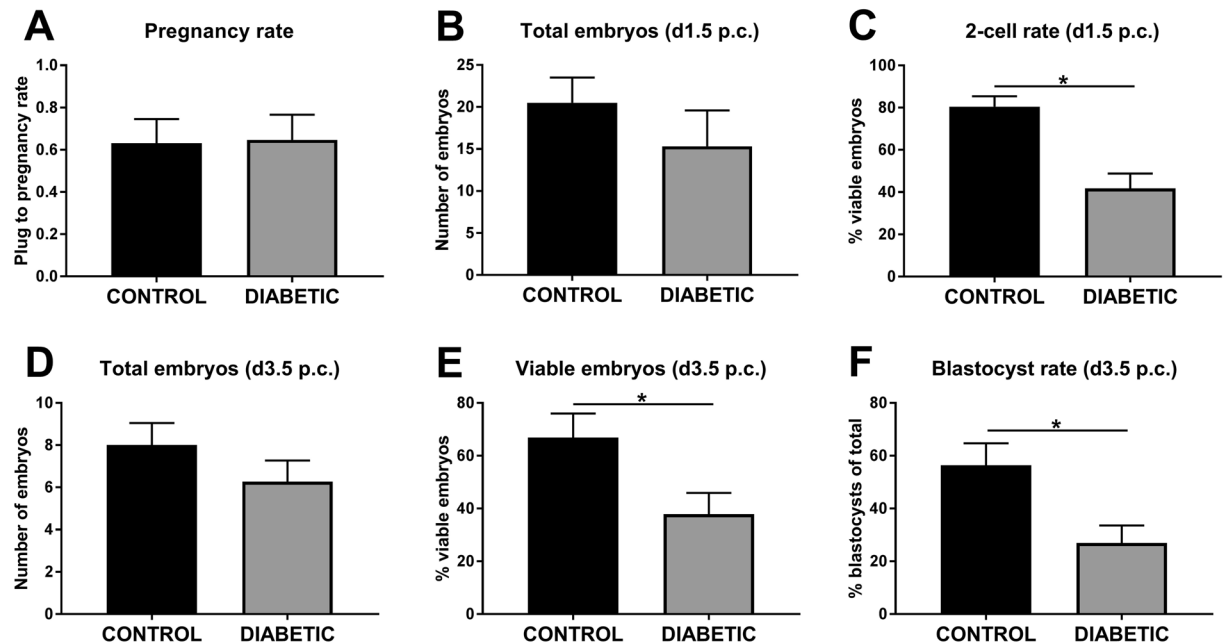 A
Pregnancy rate
Plug to pregnancy rate
1.0
0.8
0.6
0.4
0.2
0.0
CONTROL
DIABETIC
B
Total embryos (d1.5 p.c.)
Number of embryos
25
20
15
10
5
0
CONTROL
DIABETIC
C
2-cell rate (d1.5 p.c.)
% viable embryos
100
80
60
40
20
0
*
CONTROL
DIABETIC
D
Total embryos (d3.5 p.c.)
Number of embryos
10
8
6
4
2
0
CONTROL
DIABETIC
E
Viable embryos (d3.5 p.c.)
% viable embryos
80
60
40
20
0
*
CONTROL
DIABETIC
F
Blastocyst rate (d3.5 p.c.)
% blastocysts of total
80
60
40
20
0
*
CONTROL
DIABETIC